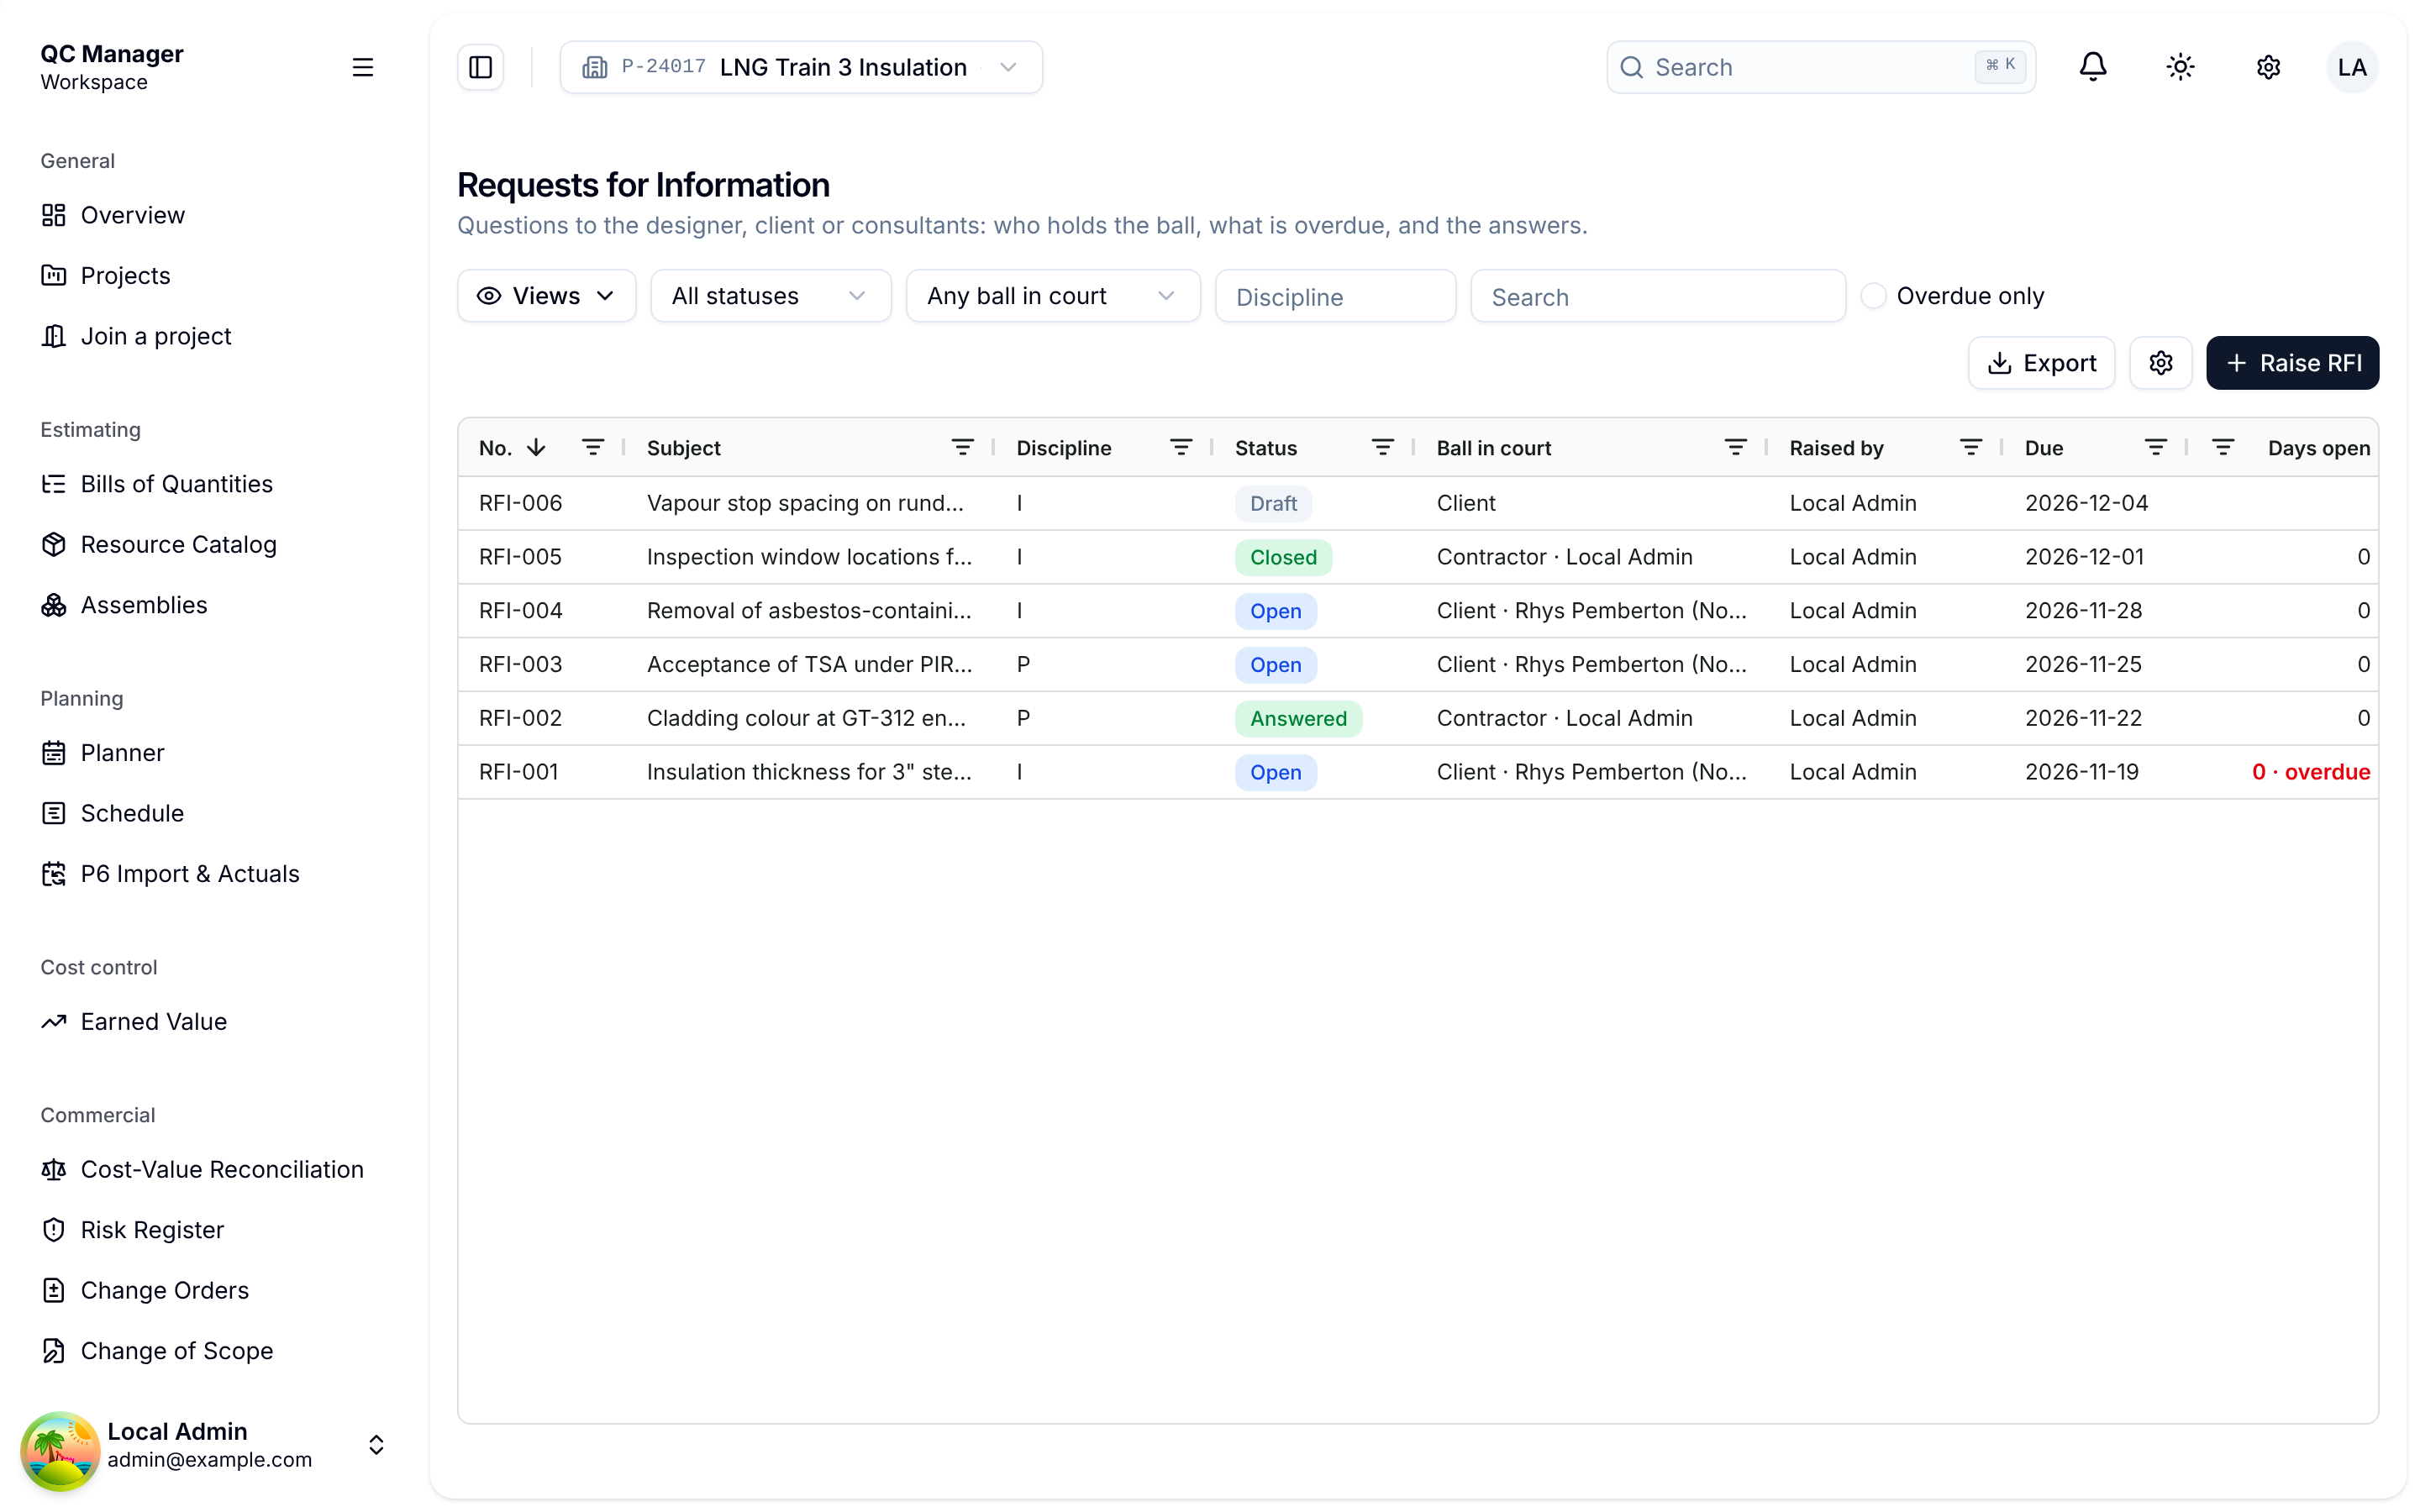 QC Manager
Workspace
General
Overview
Projects
Join a project
Estimating
Bills of Quantities
Resource Catalog
Assemblies
Planning
Planner
Schedule
P6 Import & Actuals
Cost control
Earned Value
Commercial
Cost-Value Reconciliation
Risk Register
Change Orders
Change of Scope
Local Admin
admin@example.com
P-24017 LNG Train 3 Insulation
Search ⌘ K
LA
Requests for Information
Questions to the designer, client or consultants: who holds the ball, what is overdue, and the answers.
Views All statuses Any ball in court Discipline Search Overdue only
Export Raise RFI
No. Subject Discipline Status Ball in court Raised by Due Days open
RFI-006 Vapour stop spacing on rund... I Draft Client Local Admin 2026-12-04
RFI-005 Inspection window locations f... I Closed Contractor · Local Admin Local Admin 2026-12-01 0
RFI-004 Removal of asbestos-containi... I Open Client · Rhys Pemberton (No... Local Admin 2026-11-28 0
RFI-003 Acceptance of TSA under PIR... P Open Client · Rhys Pemberton (No... Local Admin 2026-11-25 0
RFI-002 Cladding colour at GT-312 en... P Answered Contractor · Local Admin Local Admin 2026-11-22 0
RFI-001 Insulation thickness for 3" ste... I Open Client · Rhys Pemberton (No... Local Admin 2026-11-19 0 · overdue